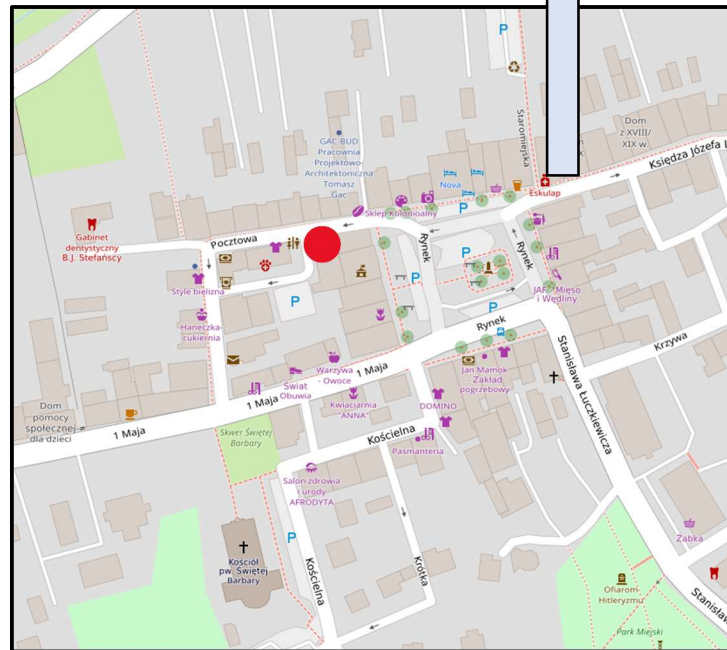 P
Staromiejska
GAC-BUD
Pracownia
Projektowo-
Architektoniczna
Tomasz
Gac
Dom
z XVIII/
XIX w.
Księdza Józefa
Nova
Eskulap
P
Sklep Kolonialny
Gabinet
dentystyczny
B.J. Stefańscy
Pocztowa
Rynek
P
Rynek
Style bielizna
P
P
JAFI Mięso
i Wędliny
Haneczka-
cukiernia
Rynek
Krzywa
Warzywa
- Owoce
1 Maja
Jan Mamok
- Zakład
pogrzebowy
Stanisława Łuczkiewicza
Świat
Obuwia
1 Maja
Kwiaciarnia
"ANNA"
DOMINO
Dom
pomocy
społecznej
dla dzieci
1 Maja
Skwer Świętej
Barbary
Kościelna
Pasmanteria
Salon zdrowia
i urody
AFRODYTA
P
Żabka
Kościół
pw. Świętej
Barbary
Kościelna
Krótka
Ofiarom
Hitleryzmu
Park Miejski